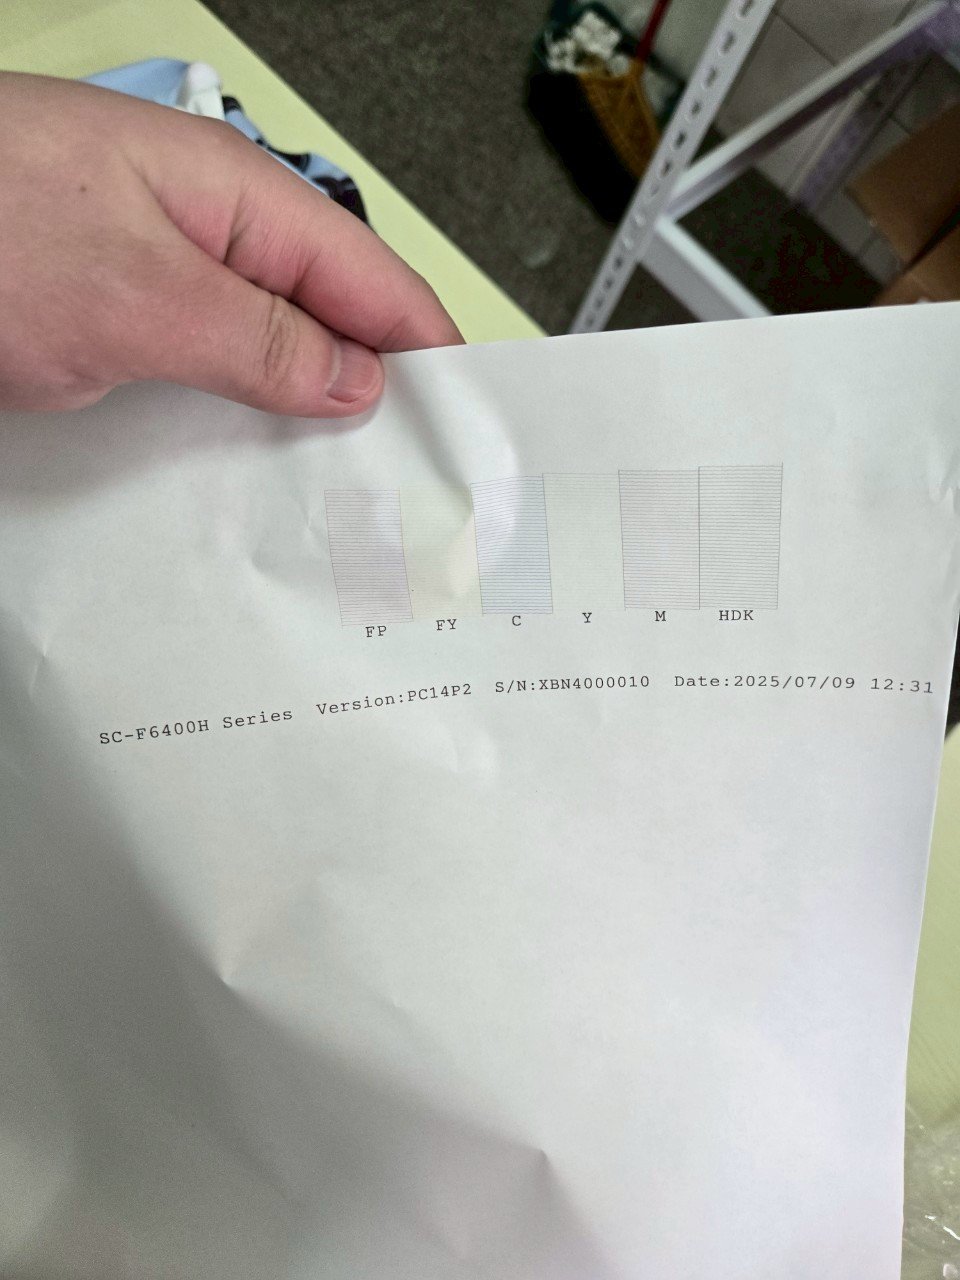 FP FY C Y M HDK
SC-F6400H Series Version:PC14P2 S/N:XBN4000010 Date:2025/07/09 12:31